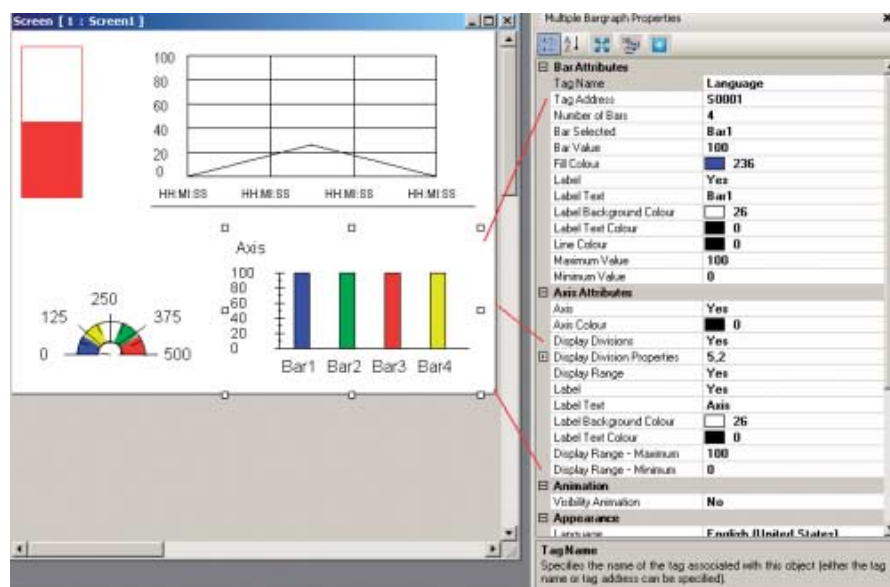 Screen [ 1 : Screen1 ]
100
80
60
40
20
0
HH:MI:SS HH:MI:SS HH:MI:SS HH:MI:SS
Axis
100
80
60
40
20
0
Bar1 Bar2 Bar3 Bar4
0 125 250 375 500
Multiple Bargraph Properties
Bar Attributes
Tag Name Language
Tag Address S0001
Number of Bars 4
Bar Selected Bar1
Bar Value 100
Fill Colour 236
Label Yes
Label Text Bar1
Label Background Colour 26
Label Text Colour 0
Line Colour 0
Maximum Value 100
Minimum Value 0
Axis Attributes
Axis Yes
Axis Colour 0
Display Divisions Yes
Display Division Properties 5,2
Display Range Yes
Label Yes
Label Text Axis
Label Background Colour 26
Label Text Colour 0
Display Range - Maximum 100
Display Range - Minimum 0
Animation
Visibility Animation No
Appearance
Language English (United States)
Tag Name
Specifies the name of the tag associated with this object (either the tag
name or tag address can be specified).